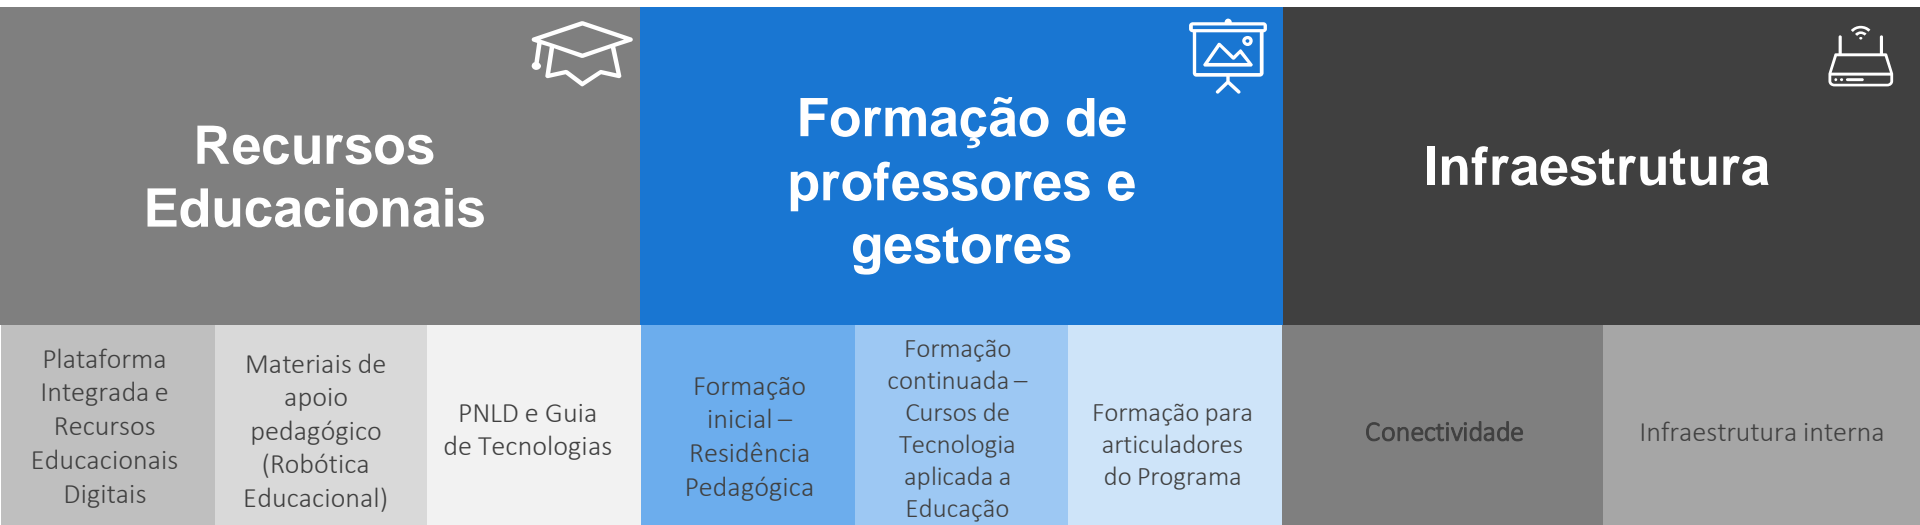 Recursos
Educacionais
Formação de
professores e
gestores
Infraestrutura
Plataforma
Integrada e
Recursos
Educacionais
Digitais
Materiais de
apoio
pedagógico
(Robótica
Educacional)
PNLD e Guia
de Tecnologias
Formação
inicial –
Residência
Pedagógica
Formação
continuada –
Cursos de
Tecnologia
aplicada a
Educação
Formação para
articuladores
do Programa
Conectividade
Infraestrutura interna